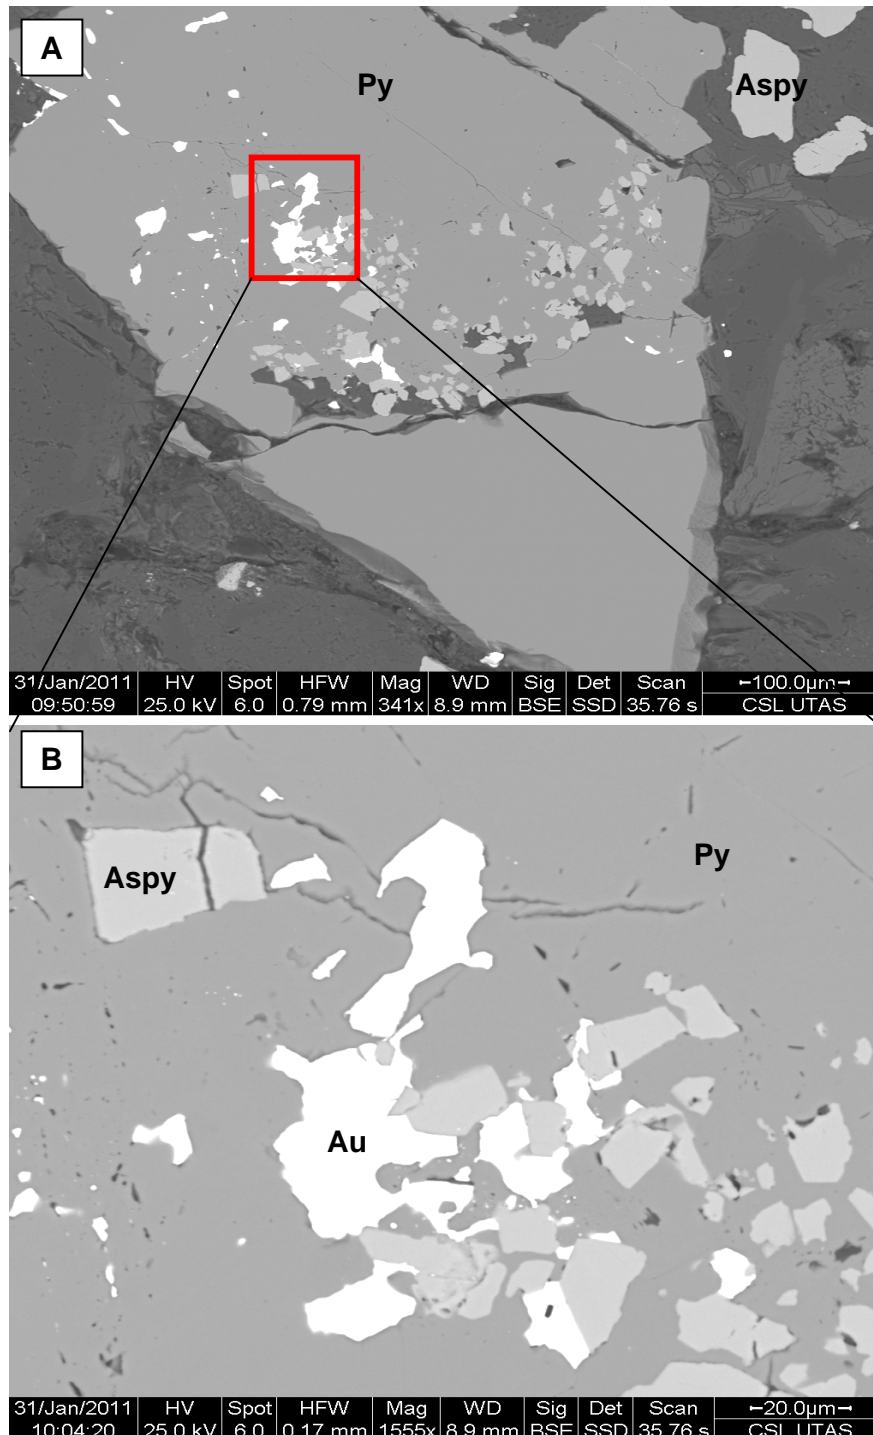 A
Py
Aspy
31/Jan/2011 HV Spot HFW Mag WD Sig Det Scan ⊢100.0µm⊣
09:50:59 25.0 kV 6.0 0.79 mm 341x 8.9 mm BSE SSD 35.76 s CSL UTAS
B
Py
Aspy
Au
31/Jan/2011 HV Spot HFW Mag WD Sig Det Scan ⊢20.0µm⊣
10:04:20 25.0 kV 6.0 0.17 mm 1555x 8.9 mm BSE SSD 35.76 s CSL UTAS